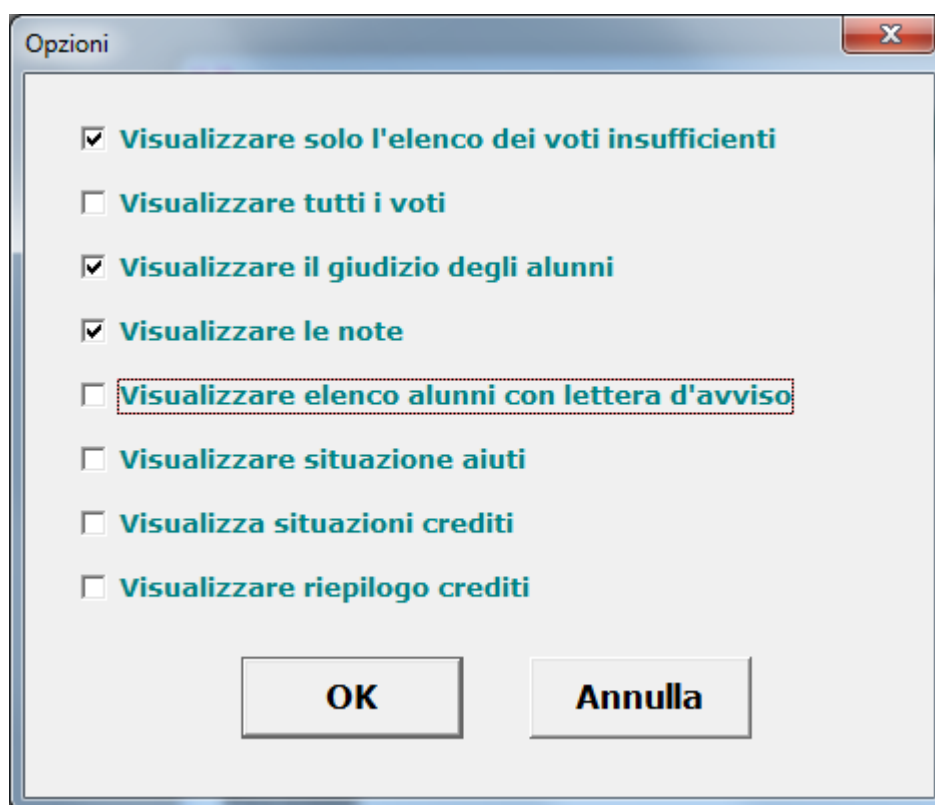 Opzioni
Visualizzare solo l'elenco dei voti insufficienti
Visualizzare tutti i voti
Visualizzare il giudizio degli alunni
Visualizzare le note
Visualizzare elenco alunni con lettera d'avviso
Visualizzare situazione aiuti
Visualizza situazioni crediti
Visualizzare riepilogo crediti
OK
Annulla